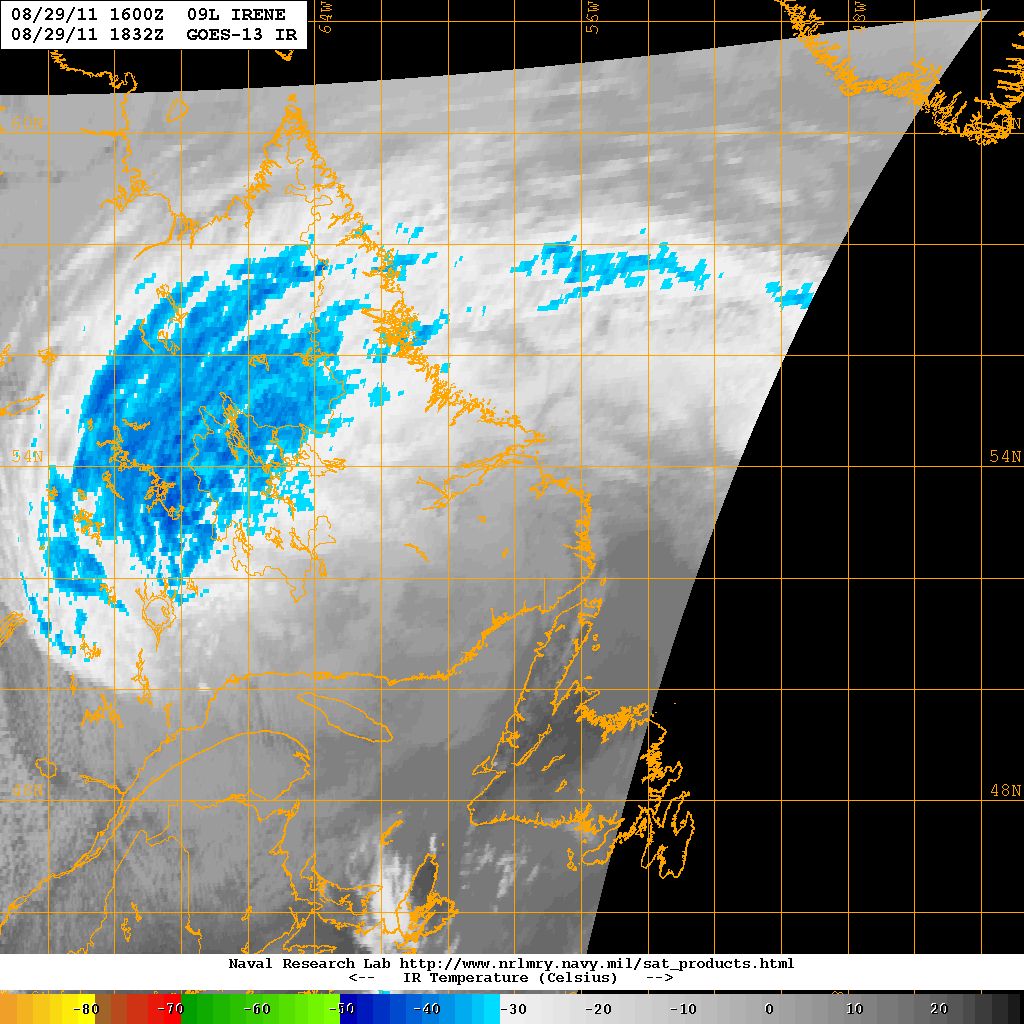 08/29/11 1600Z 09L IRENE
08/29/11 1832Z GOES-13 IR
64W
56W
48W
60N
60N
54N
54N
48N
48N
Naval Research Lab http://www.nrlmry.navy.mil/sat_products.html
<-- IR Temperature (Celsius) -->
-80 -70 -60 -50 -40 -30 -20 -10 0 10 20